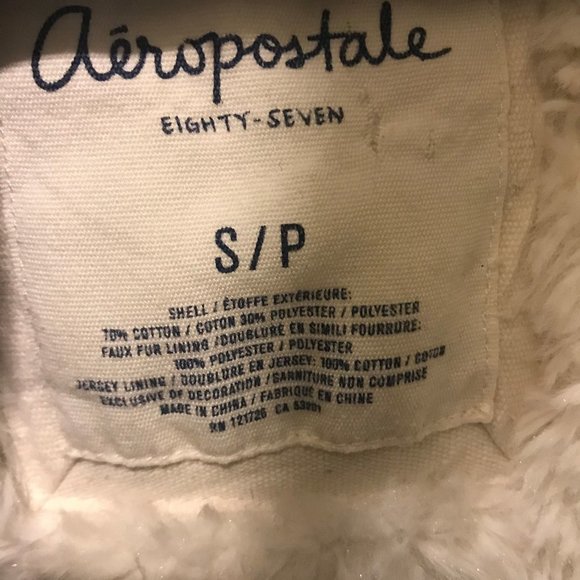 aéropostale
EIGHTY-SEVEN
S/P
SHELL / ÉTOFFE EXTÉRIEURE:
70% COTTON / COTON 30% POLYESTER / POLYESTER
FAUX FUR LINING / DOUBLURE EN SIMILI FOURRURE:
100% POLYESTER / POLYESTER
JERSEY LINING / DOUBLURE EN JERSEY: 100% COTTON / COTON
EXCLUSIVE OF DECORATION / GARNITURE NON COMPRISE
MADE IN CHINA / FABRIQUÉ EN CHINE
RN 121726 CA 53201